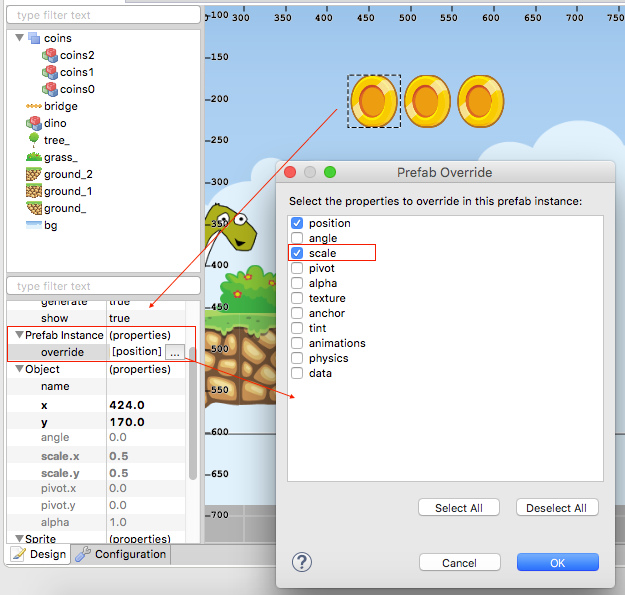 type filter text
coins
coins2
coins1
coins0
bridge
dino
tree_
grass_
ground_2
ground_1
ground_
bg
type filter text
generate true
show true
Prefab Instance (properties)
override [position] ...
Object (properties)
name
x 424.0
y 170.0
angle 0.0
scale.x 0.5
scale.y 0.5
pivot.x 0.0
pivot.y 0.0
alpha 1.0
Sprite (properties)
Design Configuration
100 300 350 400 450 500 550 600 650 700 750
150
200
250
300
350
400
450
500
550
600
650
700
Prefab Override
Select the properties to override in this prefab instance:
position
angle
scale
pivot
alpha
texture
anchor
tint
animations
physics
data
Select All Deselect All
? Cancel OK